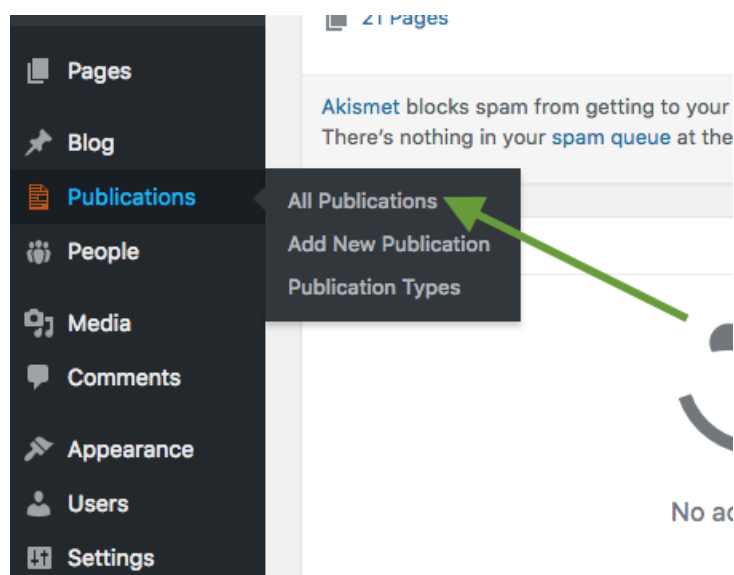 21 Pages
Pages
Akismet blocks spam from getting to your
There's nothing in your spam queue at the
Blog
Publications
All Publications
Add New Publication
Publication Types
People
Media
Comments
Appearance
Users
Settings
No ac